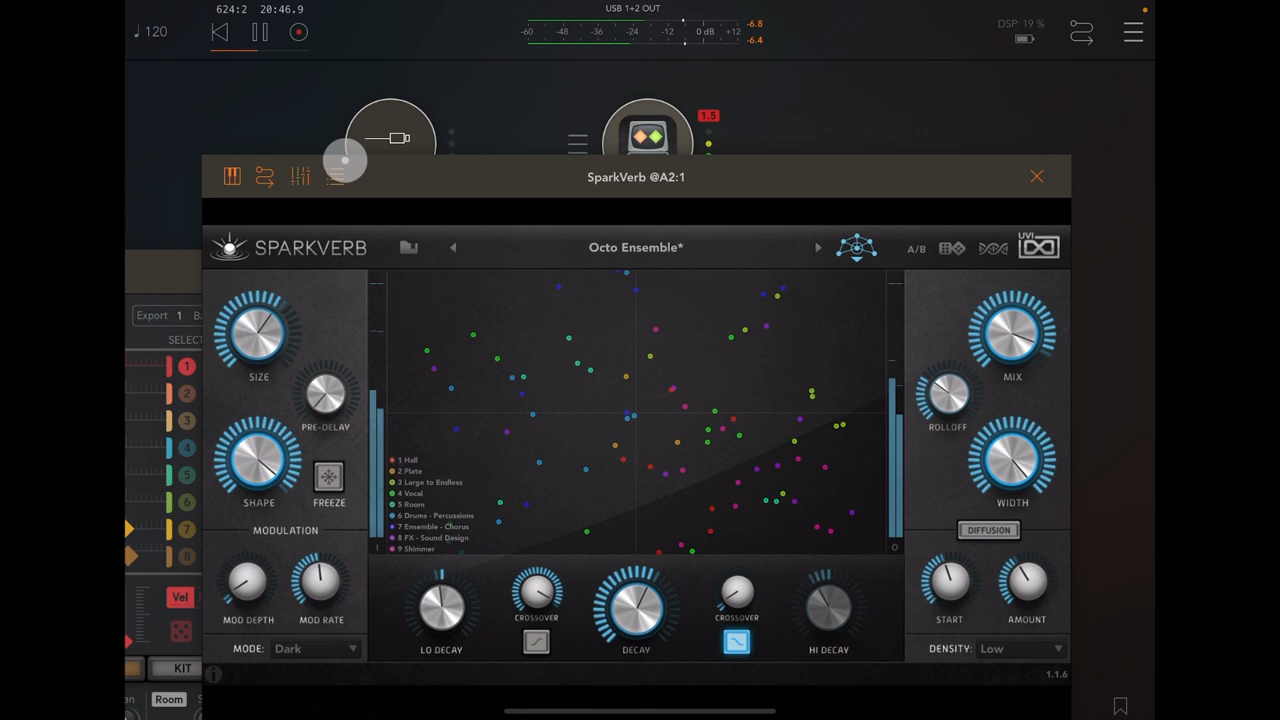 624:2 20:46.9
USB 1+2 OUT
120
-60 -48 -36 -24 -12 0 dB +12
-6.8
-6.4
DSP: 19 %
1.5
SparkVerb @A2:1
SPARKVERB
Octo Ensemble*
A/B
UVI
Export 1
SELECT
1
2
3
4
5
6
7
8
Vel
KIT
Room
SIZE
PRE-DELAY
SHAPE
FREEZE
MODULATION
MOD DEPTH MOD RATE
MODE: Dark
1 Hall
2 Plate
3 Large to Endless
4 Vocal
5 Room
6 Drums - Percussions
7 Ensemble - Chorus
8 FX - Sound Design
9 Shimmer
I
O
LO DECAY
CROSSOVER
DECAY
CROSSOVER
HI DECAY
MIX
ROLLOFF
WIDTH
DIFFUSION
START AMOUNT
DENSITY: Low
1.1.6